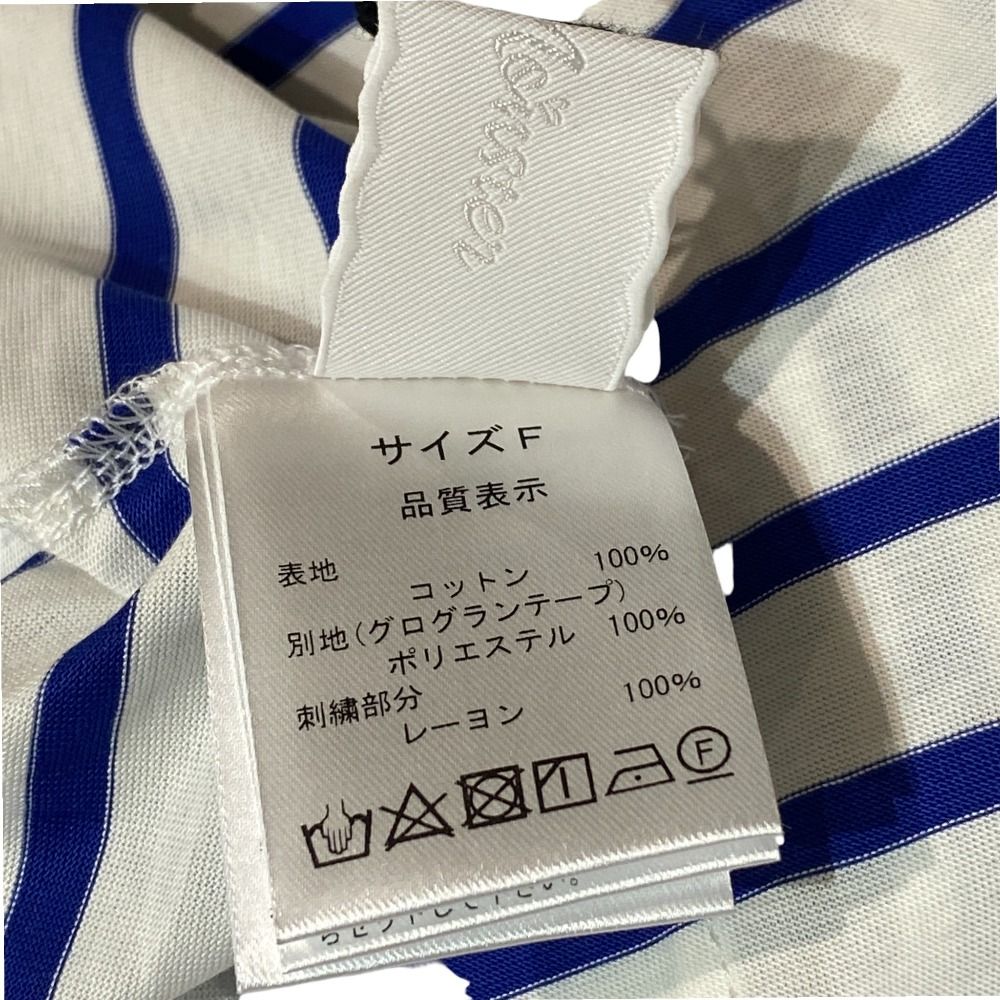 Meister
サイズF
品質表示
表地
コットン 100%
別地(グログランテープ)
ポリエステル 100%
刺繍部分
レーヨン 100%
F